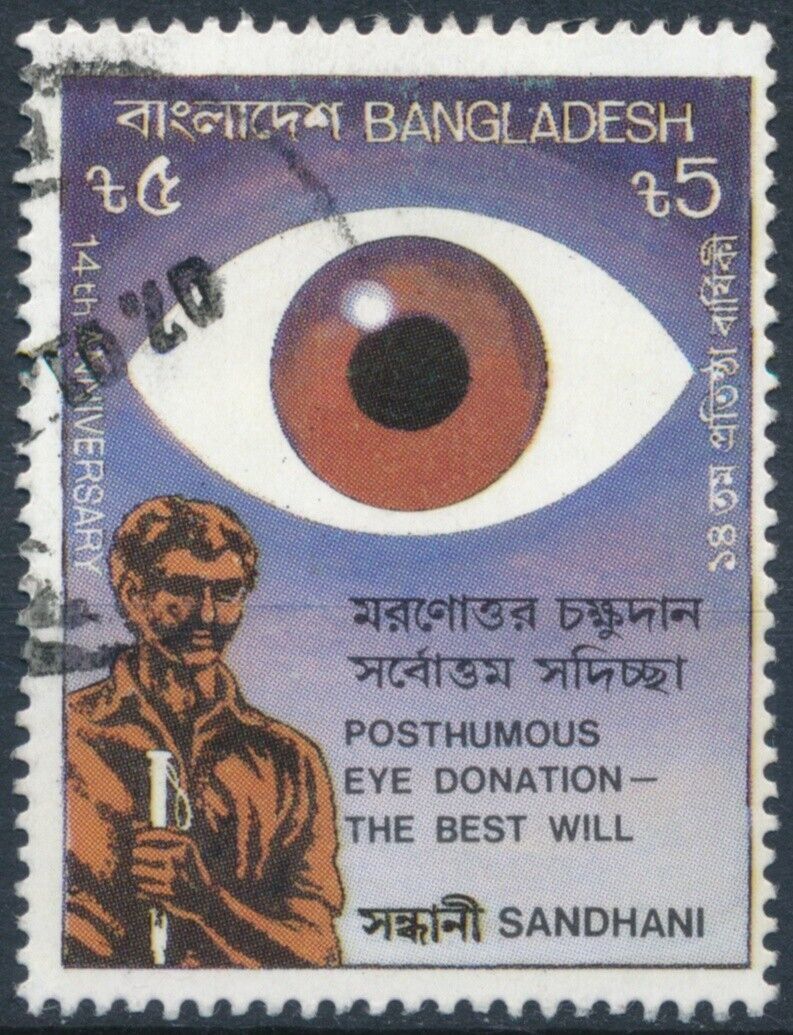 বাংলাদেশ BANGLADESH
৳৫ ৳5
14th ANNIVERSARY
১৪ তম প্রতিষ্ঠা বার্ষিকী
মরণোত্তর চক্ষুদান
সর্বোত্তম সদিচ্ছা
POSTHUMOUS
EYE DONATION—
THE BEST WILL
সন্ধানী SANDHANI